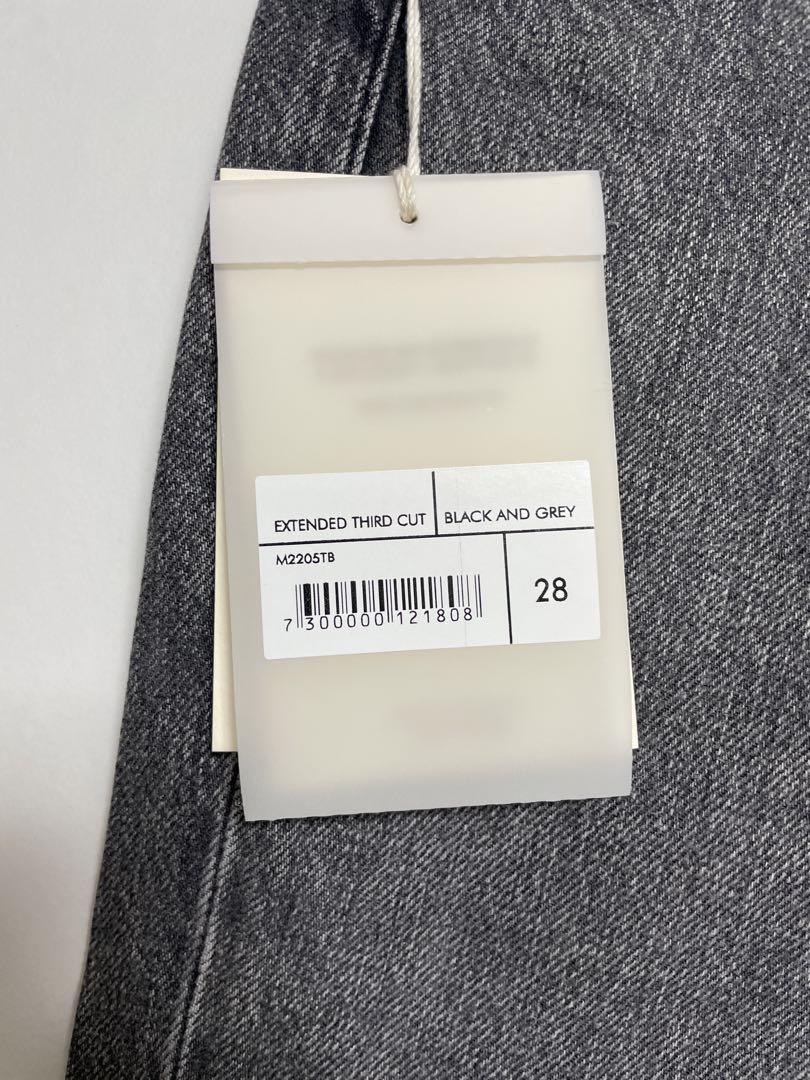 EXTENDED THIRD CUT
BLACK AND GREY
M2205TB
28
7 300000 121808